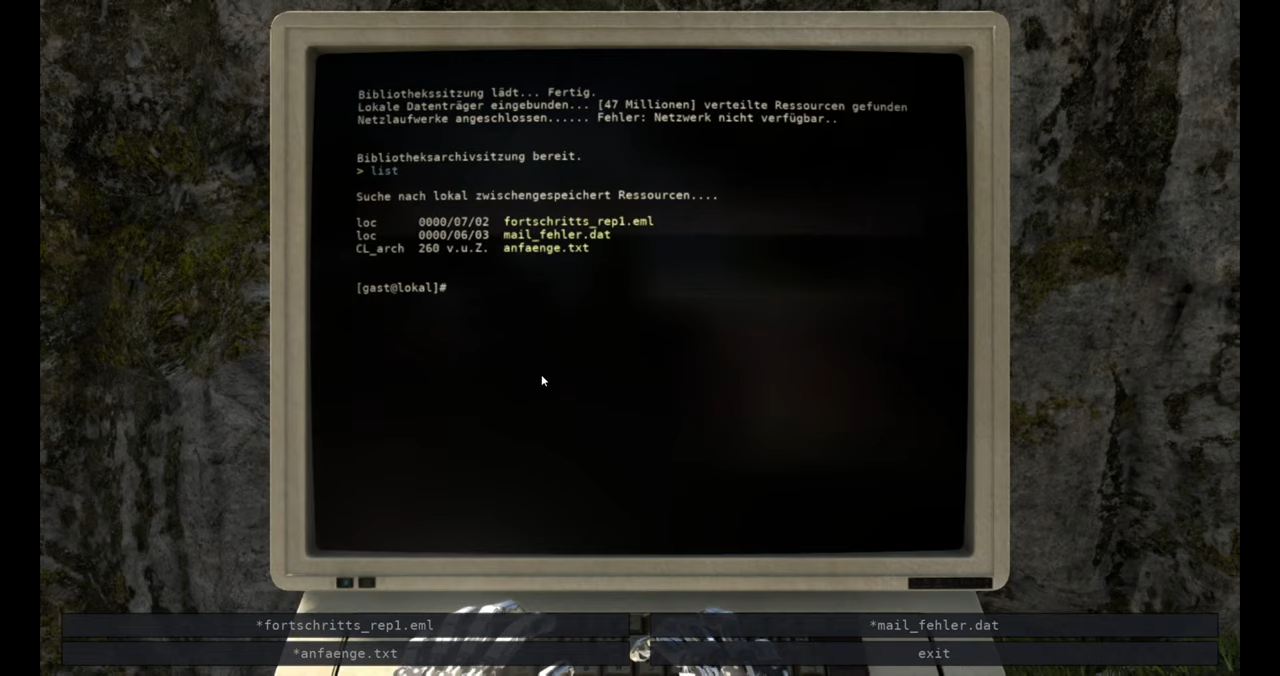 Bibliothekssitzung lädt... Fertig.
Lokale Datenträger eingebunden... [47 Millionen] verteilte Ressourcen gefunden
Netzlaufwerke angeschlossen...... Fehler: Netzwerk nicht verfügbar..
Bibliotheksarchivsitzung bereit.
> list
Suche nach lokal zwischengespeichert Ressourcen....
loc 0000/07/02 fortschritts_rep1.eml
loc 0000/06/03 mail_fehler.dat
CL_arch 260 v.u.Z. anfaenge.txt
[gast@lokal]#
*fortschritts_rep1.eml *mail_fehler.dat
*anfaenge.txt exit